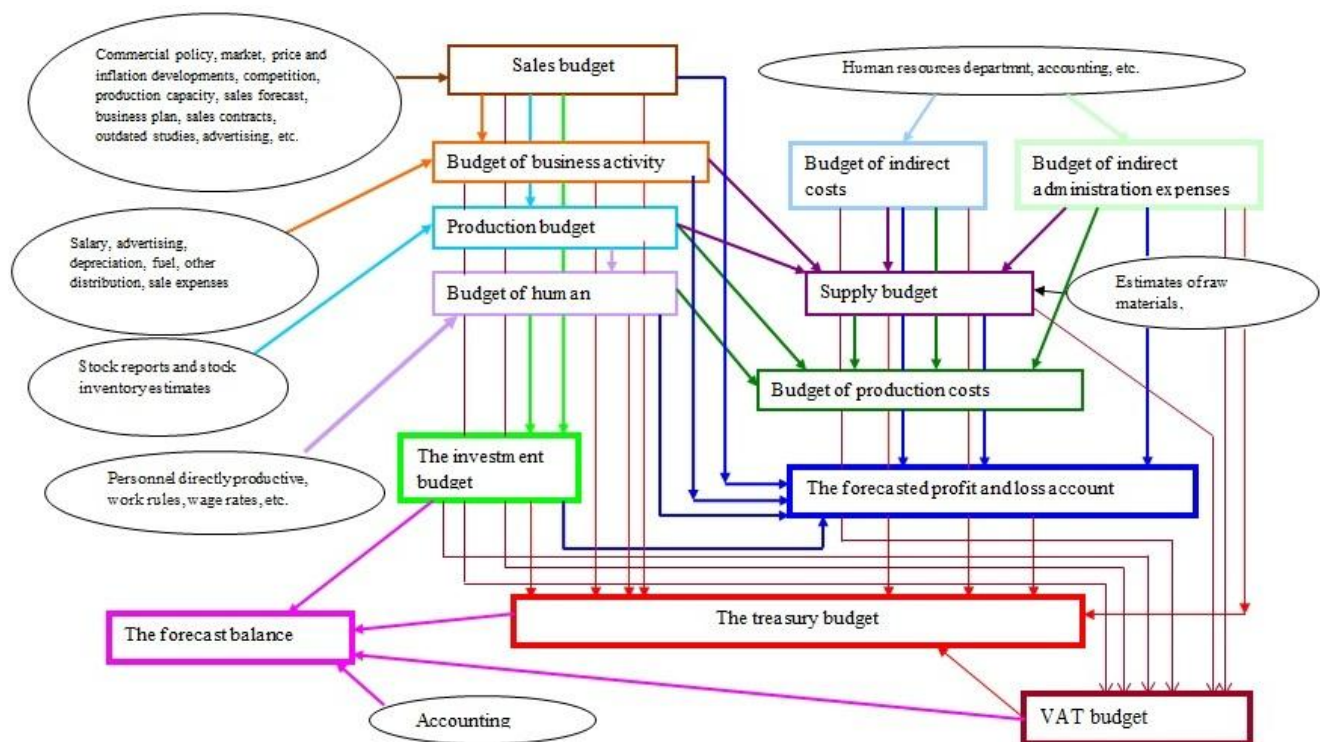 Commercial policy, market, price and
inflation developments, competition,
production capacity, sales forecast,
business plan, sales contracts,
outdated studies, advertising, etc.
Sales budget
Human resources departmnt, accounting, etc.
Budget of business activity
Budget of indirect
costs
Budget of indirect
administration expenses
Salary, advertising,
depreciation, fuel, other
distribution, sale expenses
Production budget
Budget of human
Supply budget
Estimates of raw
materials,
Stock reports and stock
inventory estimates
Budget of production costs
Personnel directly productive,
work rules, wage rates, etc.
The investment
budget
The forecasted profit and loss account
The forecast balance
The treasury budget
Accounting
VAT budget